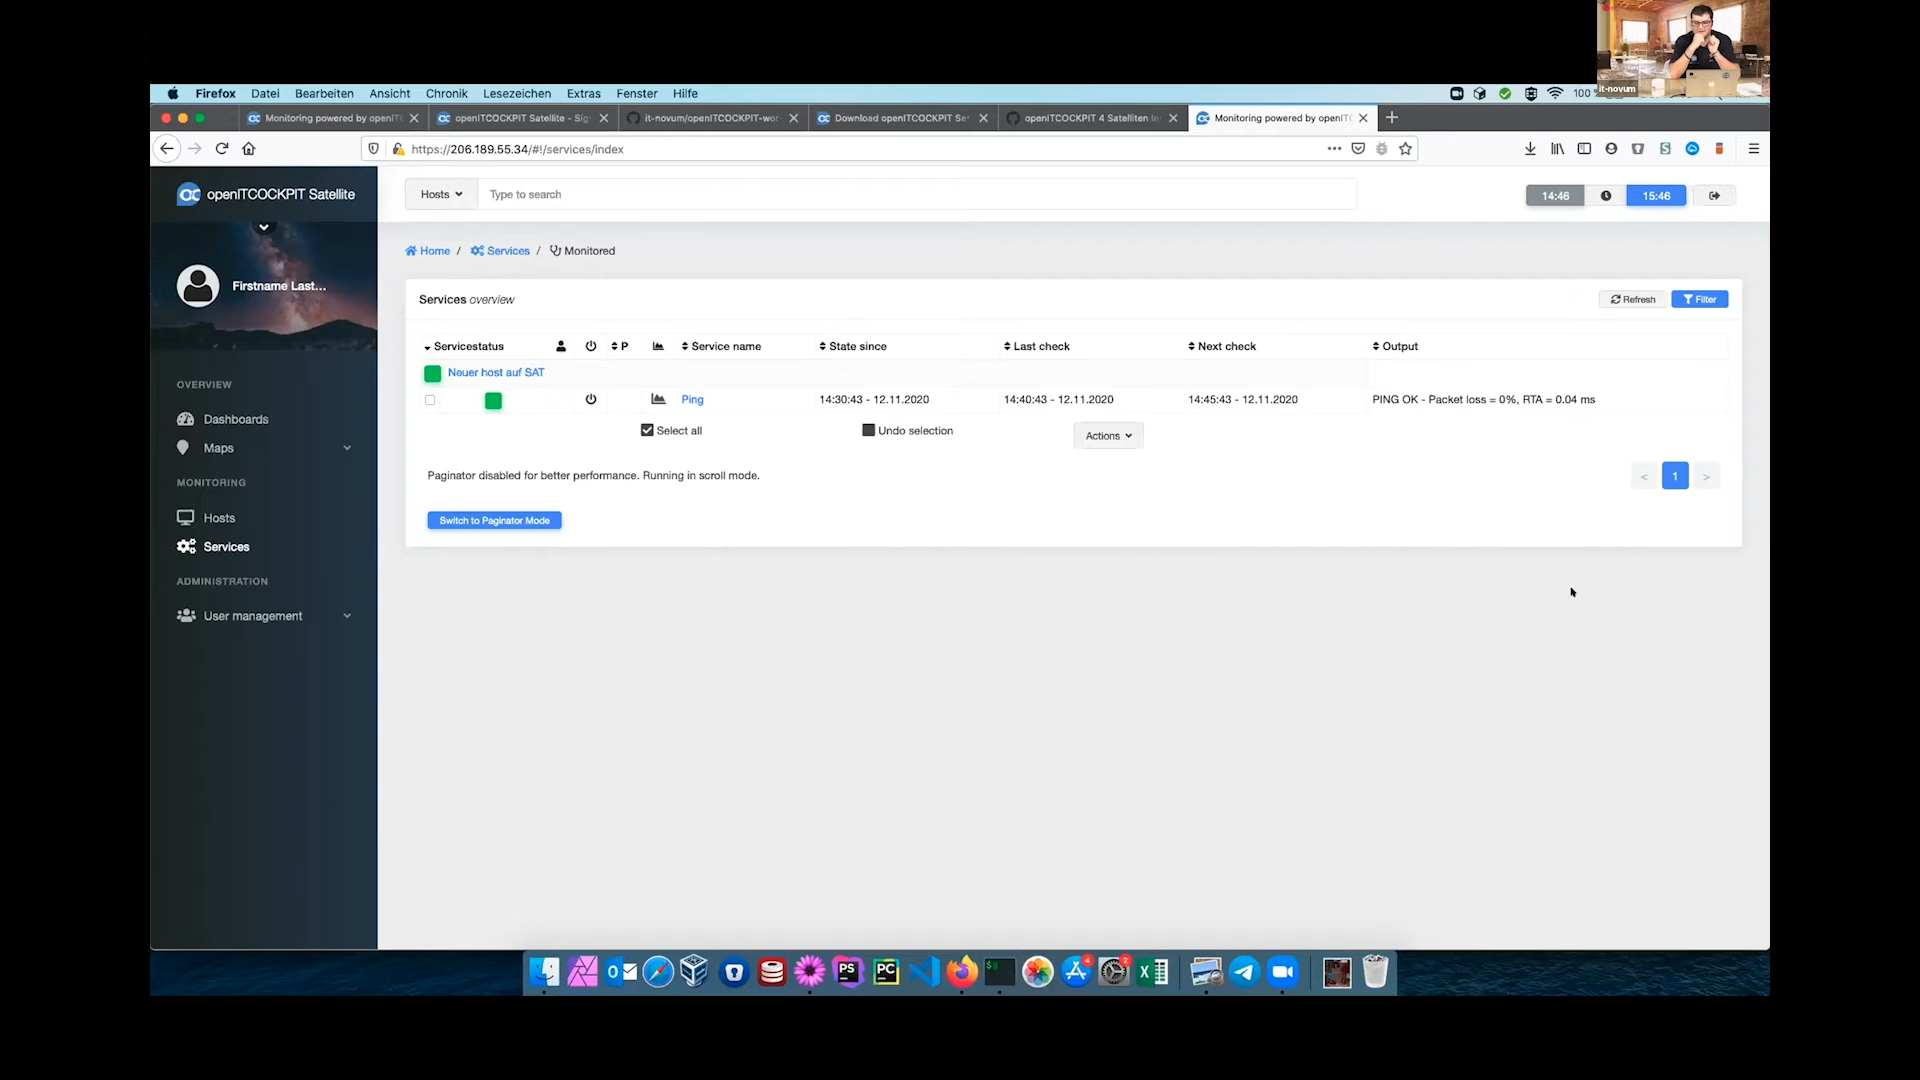 Firefox Datei Bearbeiten Ansicht Chronik Lesezeichen Extras Fenster Hilfe 100
it-novum
Monitoring powered by openIT openITCOCKPIT Satellite - Sig it-novum/openITCOCKPIT-wor Download openITCOCKPIT Se openITCOCKPIT 4 Satelliten In Monitoring powered by openITC
https://206.189.55.34/#!/services/index
openITCOCKPIT Satellite
Hosts Type to search 14:46 15:46
Home / Services / Monitored
Firstname Last...
Services overview Refresh Filter
Servicestatus P Service name State since Last check Next check Output
Neuer host auf SAT
Ping 14:30:43 - 12.11.2020 14:40:43 - 12.11.2020 14:45:43 - 12.11.2020 PING OK - Packet loss = 0%, RTA = 0.04 ms
Select all Undo selection Actions
Paginator disabled for better performance. Running in scroll mode. < 1 >
Switch to Paginator Mode
OVERVIEW
Dashboards
Maps
MONITORING
Hosts
Services
ADMINISTRATION
User management
PS PC 4 2